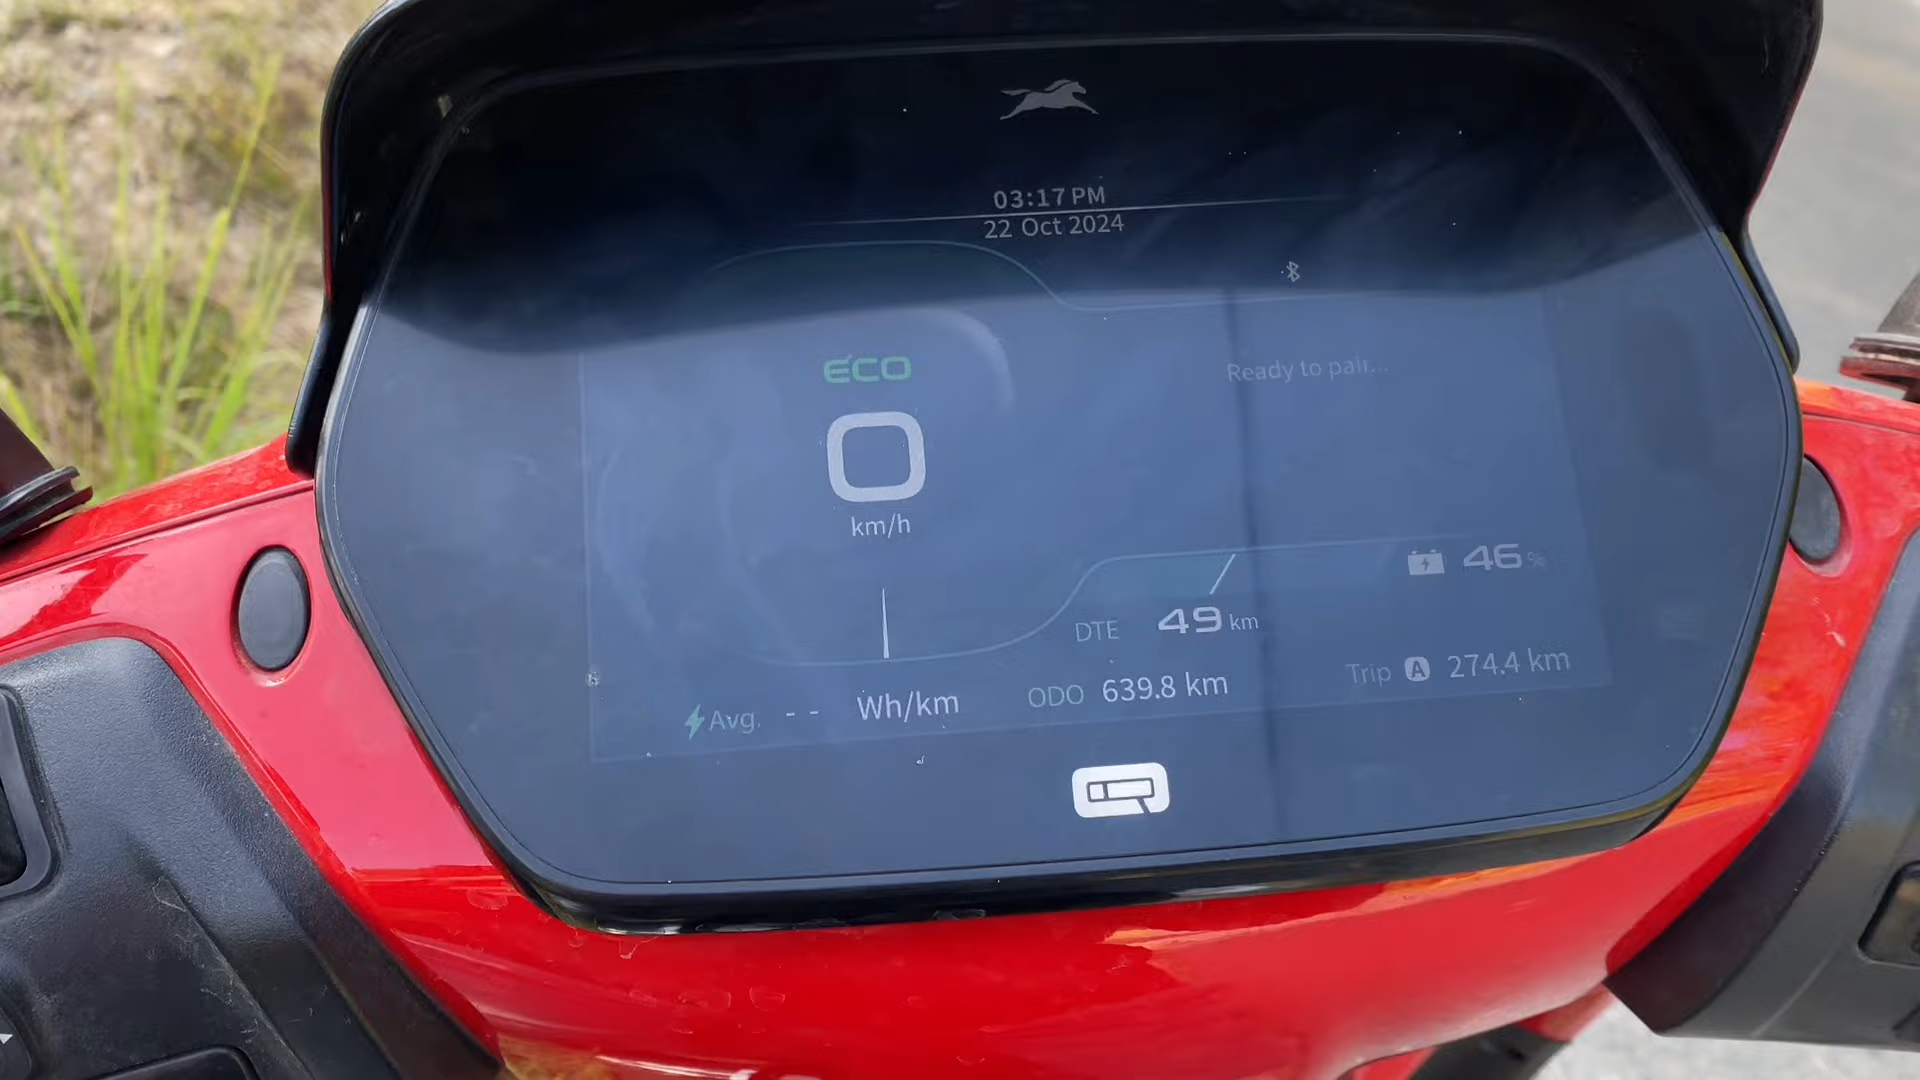 03:17 PM
22 Oct 2024
ECO
Ready to pair...
0
km/h
46 %
DTE 49 km
Avg. - - Wh/km
ODO 639.8 km
Trip A 274.4 km